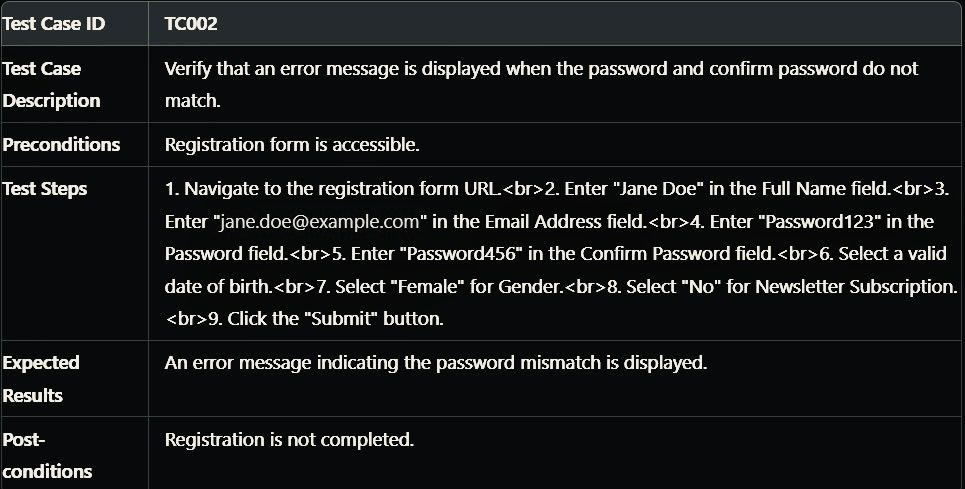 Test Case ID TC002
Test Case Description Verify that an error message is displayed when the password and confirm password do not
match.
Preconditions Registration form is accessible.
Test Steps 1. Navigate to the registration form URL.<br>2. Enter "Jane Doe" in the Full Name field.<br>3.
Enter "jane.doe@example.com" in the Email Address field.<br>4. Enter "Password123" in the
Password field.<br>5. Enter "Password456" in the Confirm Password field.<br>6. Select a valid
date of birth.<br>7. Select "Female" for Gender.<br>8. Select "No" for Newsletter Subscription.
<br>9. Click the "Submit" button.
Expected Results An error message indicating the password mismatch is displayed.
Post-conditions Registration is not completed.